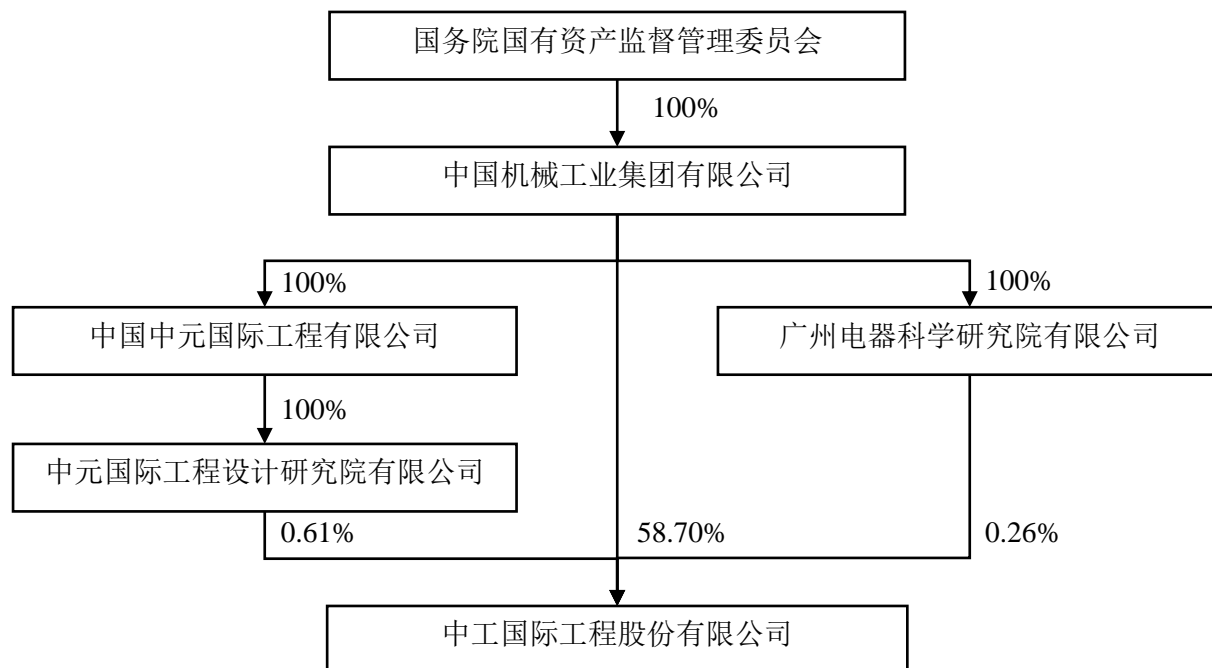 国务院国有资产监督管理委员会
100%
中国机械工业集团有限公司
100%
100%
中国中元国际工程有限公司
广州电器科学研究院有限公司
100%
中元国际工程设计研究院有限公司
0.61%
58.70%
0.26%
中工国际工程股份有限公司